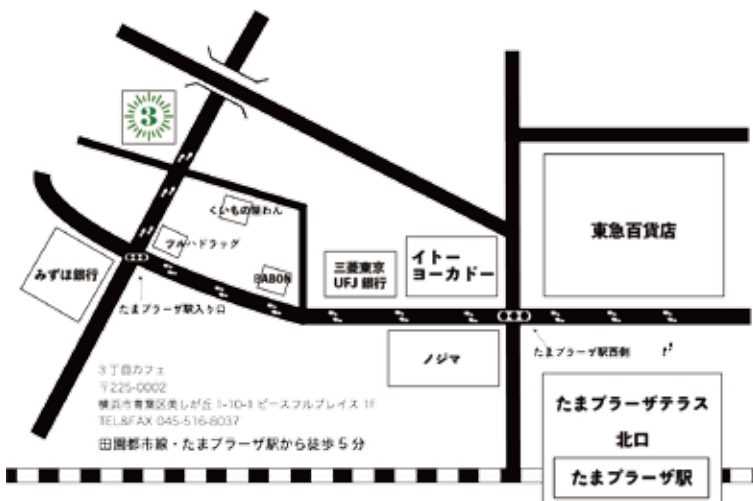 3
くいもの屋わん
ツルハドラッグ
みずほ銀行
BABON
三菱東京
UFJ 銀行
イトー
ヨーカドー
東急百貨店
たまプラーザ駅入り口
ノジマ
たまプラーザ駅西側
3丁目カフェ
〒225-0002
横浜市青葉区美しが丘 1-10-1 ピースフルプレイス 1F
TEL&FAX 045-516-8037
田園都市線・たまプラーザ駅から徒歩 5 分
たまプラーザテラス
北口
たまプラーザ駅